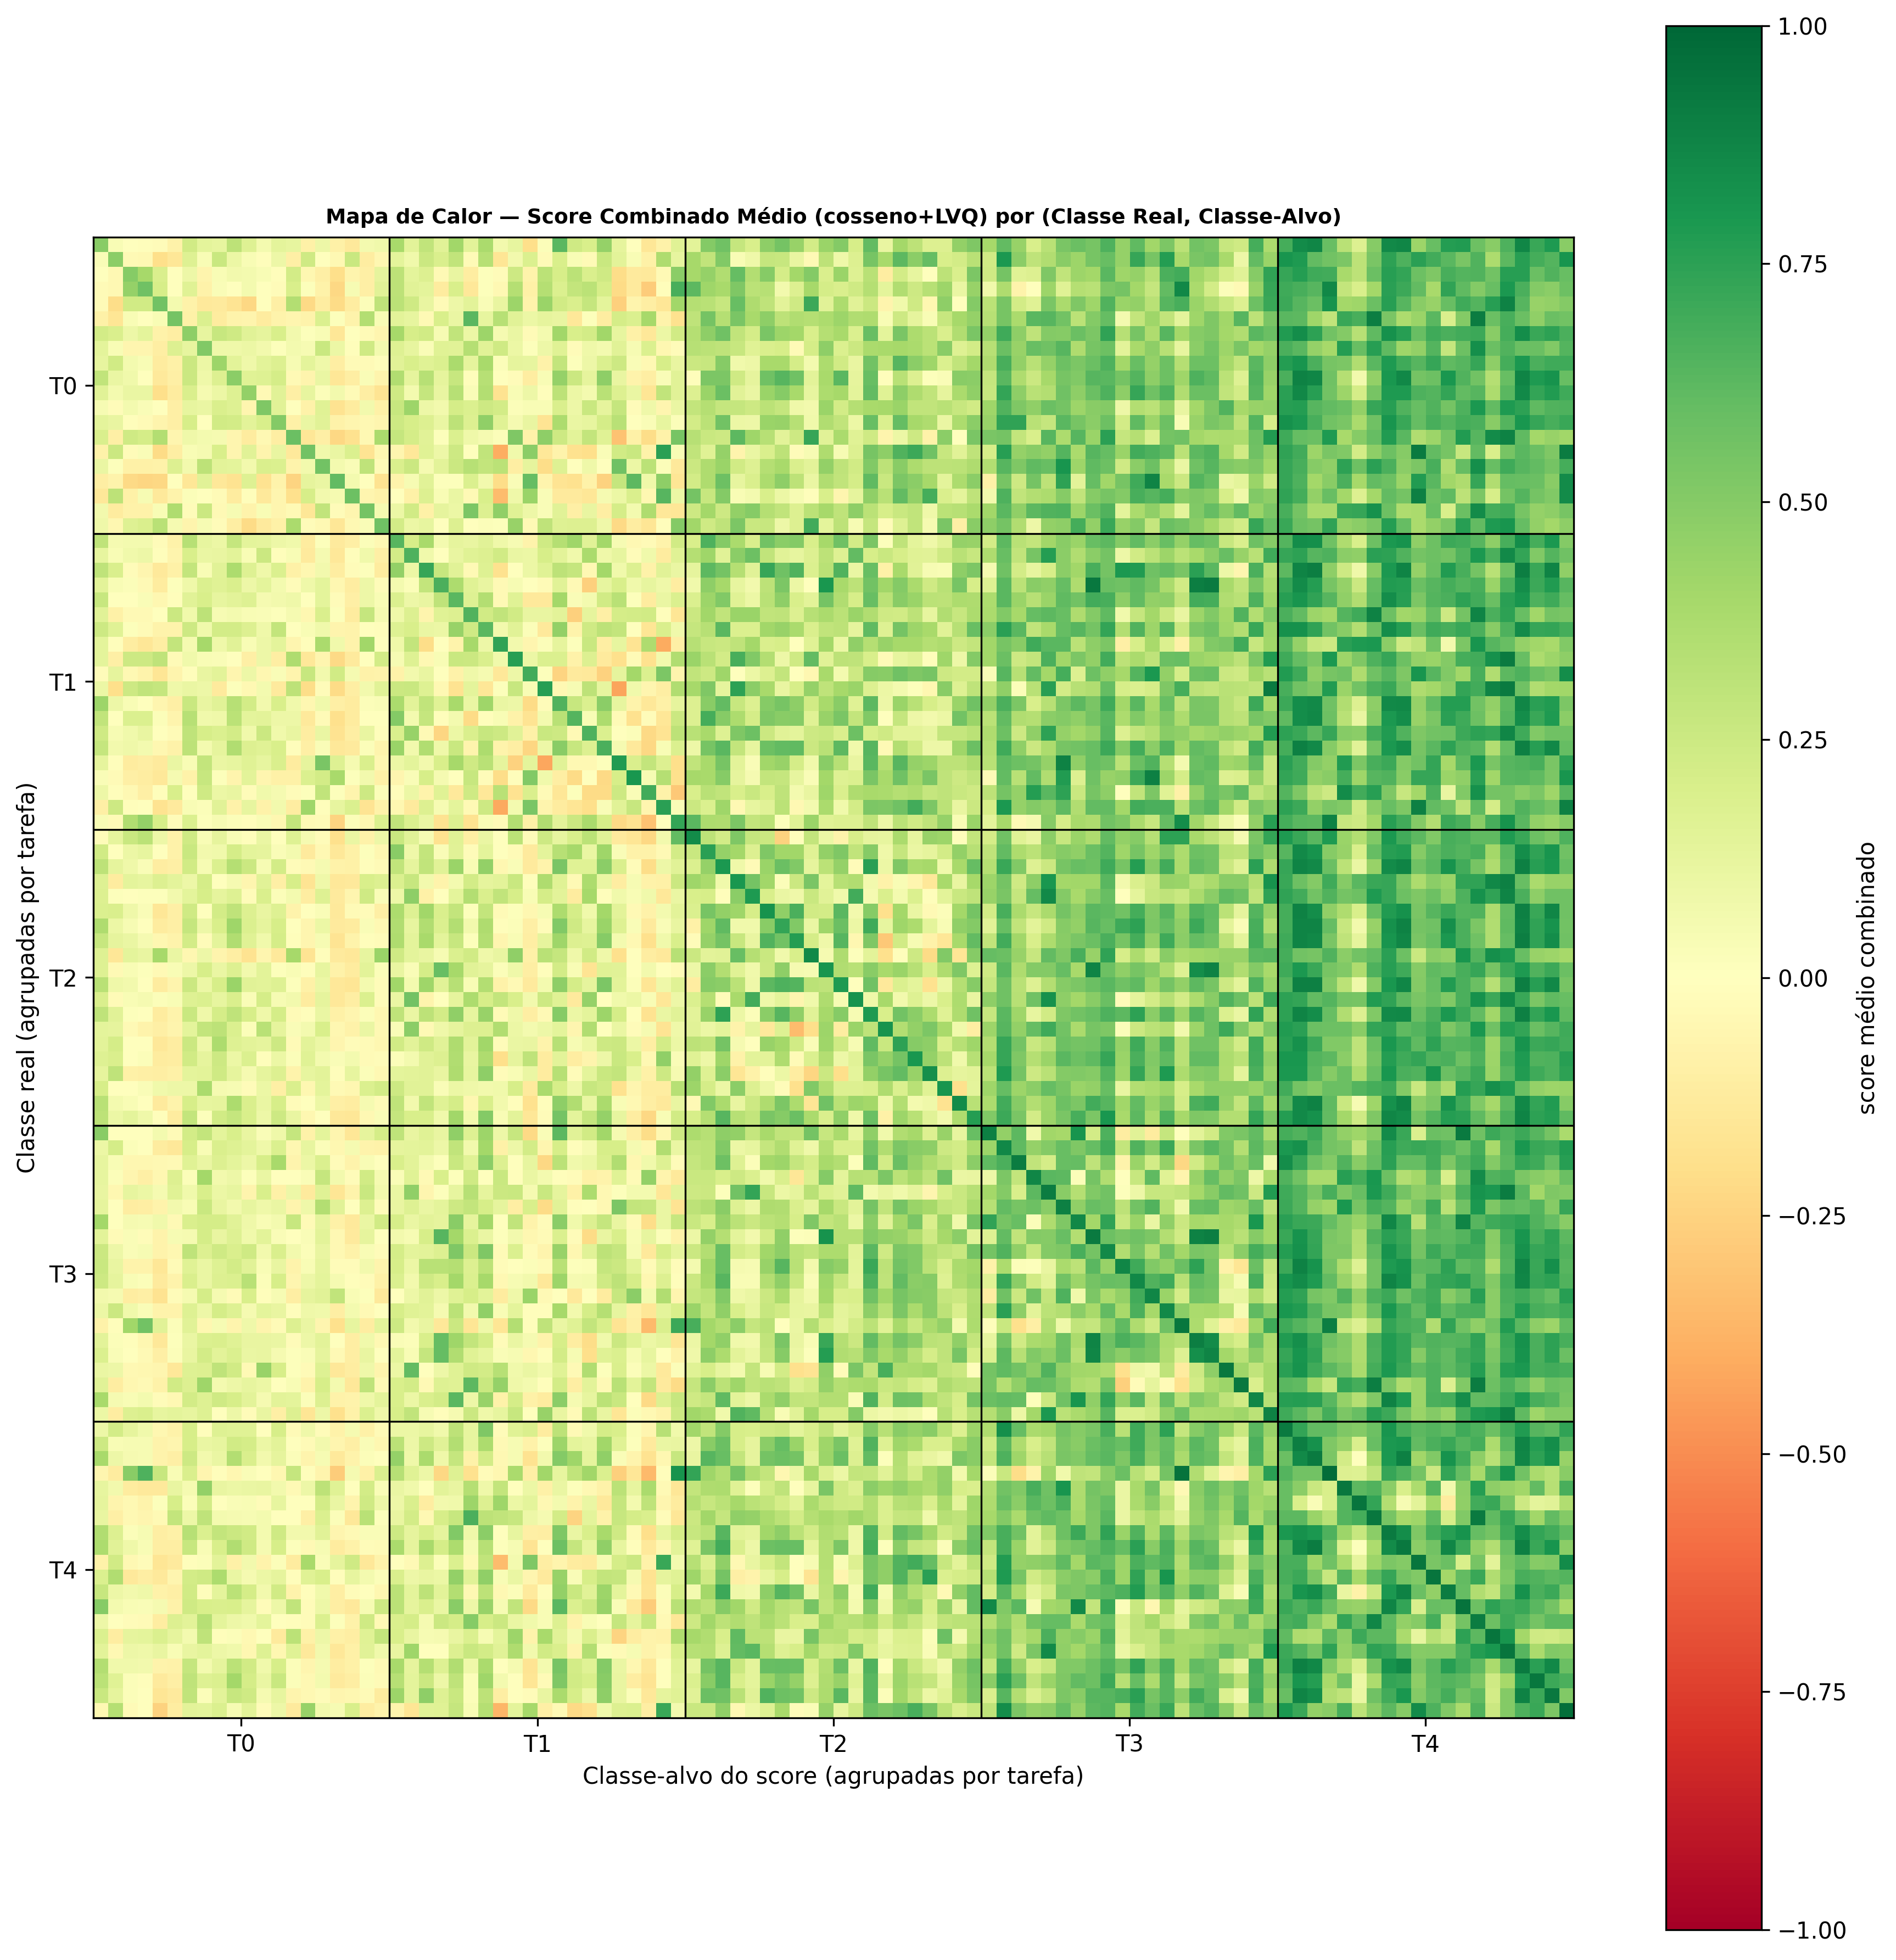 Mapa de Calor — Score Combinado Médio (cosseno+LVQ) por (Classe Real, Classe-Alvo)
Classe real (agrupadas por tarefa)
T0
T1
T2
T3
T4
T0 T1 T2 T3 T4
Classe-alvo do score (agrupadas por tarefa)
1.00
0.75
0.50
0.25
0.00
−0.25
−0.50
−0.75
−1.00
score médio combinado